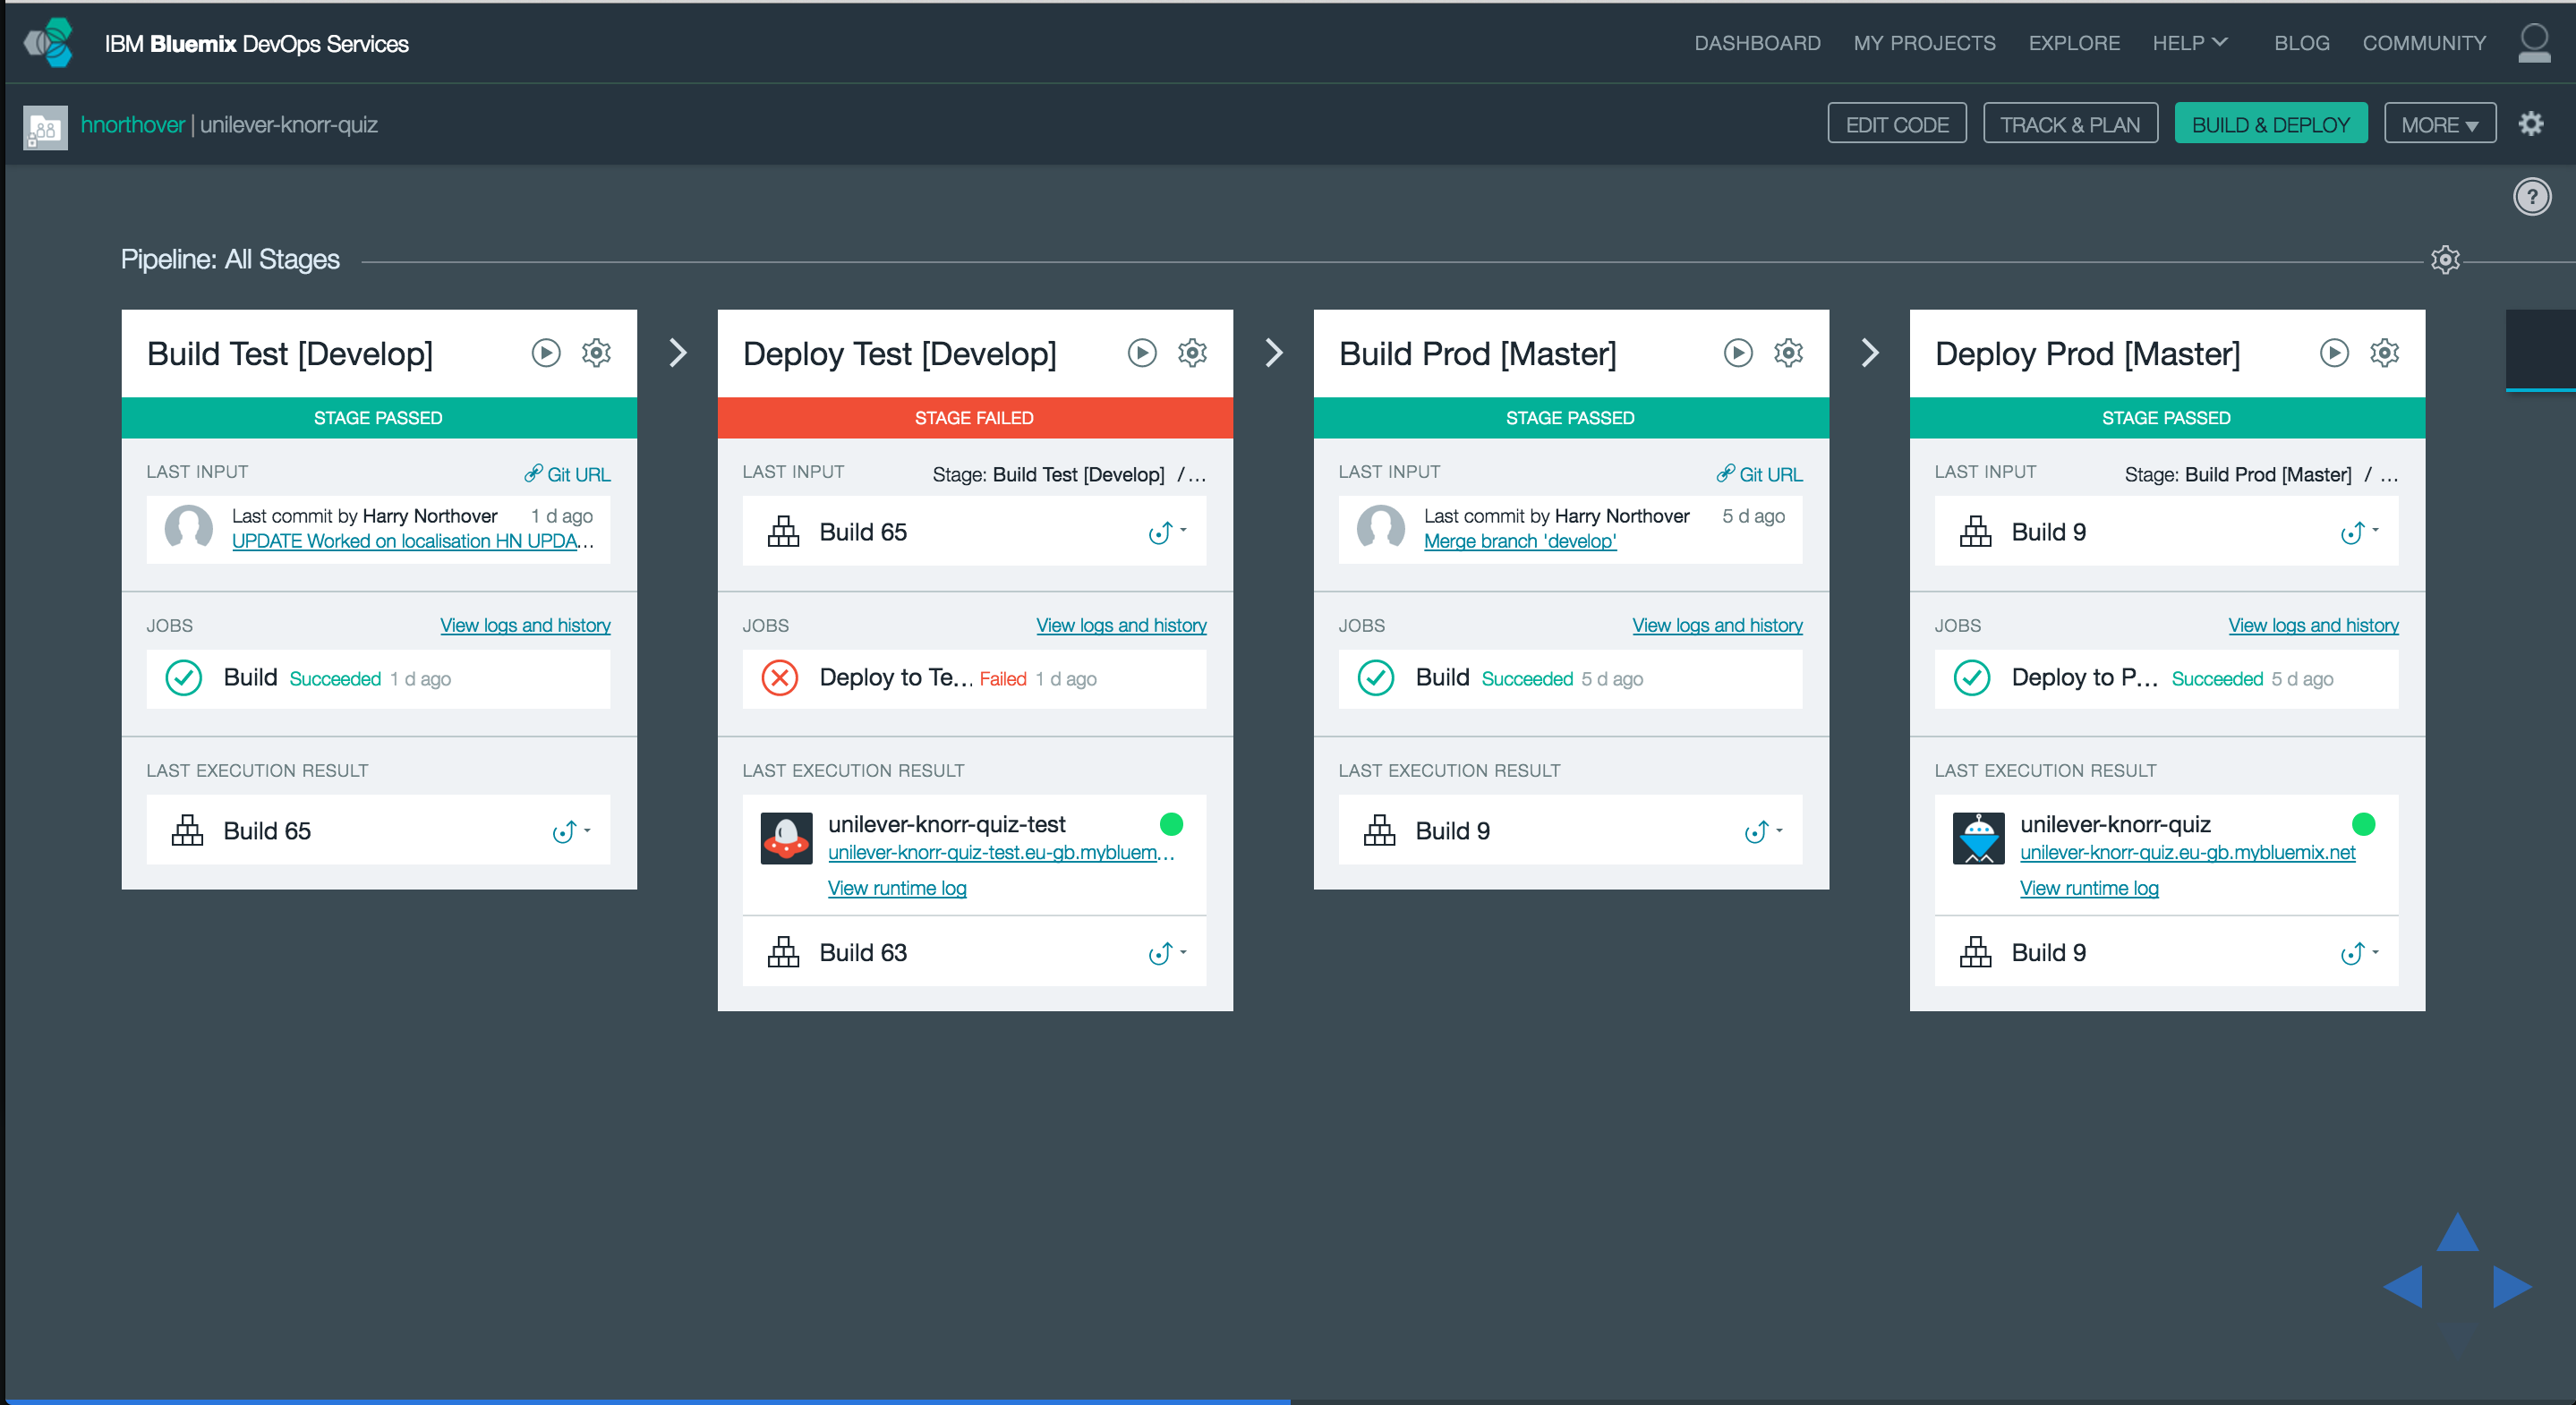 IBM Bluemix DevOps Services
DASHBOARD MY PROJECTS EXPLORE HELP BLOG COMMUNITY
hnorthover | unilever-knorr-quiz
EDIT CODE TRACK & PLAN BUILD & DEPLOY MORE
?
Pipeline: All Stages
Build Test [Develop]
STAGE PASSED
LAST INPUT Git URL
Last commit by Harry Northover 1 d ago
UPDATE Worked on localisation HN UPDA...
JOBS View logs and history
Build Succeeded 1 d ago
LAST EXECUTION RESULT
Build 65
Deploy Test [Develop]
STAGE FAILED
LAST INPUT Stage: Build Test [Develop] / ...
Build 65
JOBS View logs and history
Deploy to Te... Failed 1 d ago
LAST EXECUTION RESULT
unilever-knorr-quiz-test
unilever-knorr-quiz-test.eu-gb.mybluem...
View runtime log
Build 63
Build Prod [Master]
STAGE PASSED
LAST INPUT Git URL
Last commit by Harry Northover 5 d ago
Merge branch 'develop'
JOBS View logs and history
Build Succeeded 5 d ago
LAST EXECUTION RESULT
Build 9
Deploy Prod [Master]
STAGE PASSED
LAST INPUT Stage: Build Prod [Master] / ...
Build 9
JOBS View logs and history
Deploy to P... Succeeded 5 d ago
LAST EXECUTION RESULT
unilever-knorr-quiz
unilever-knorr-quiz.eu-gb.mybluemix.net
View runtime log
Build 9